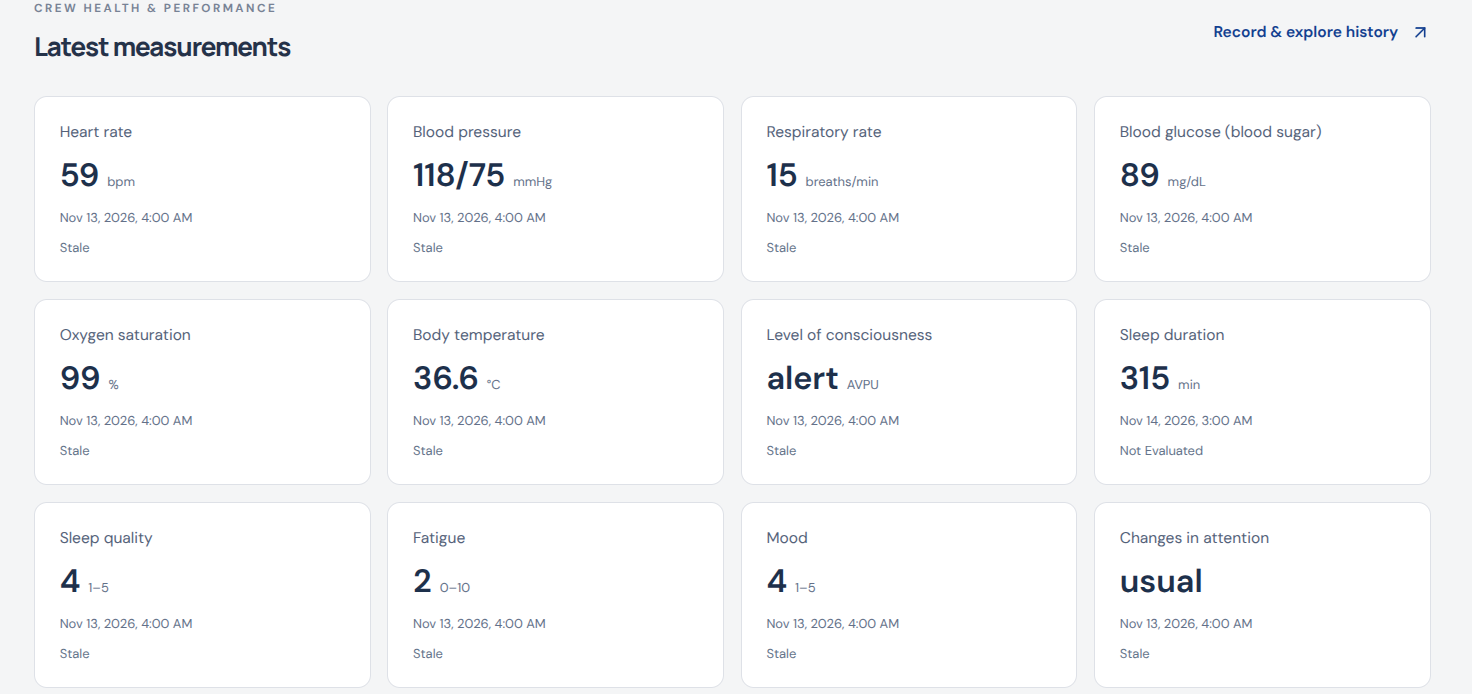 CREW HEALTH & PERFORMANCE
Latest measurements
Record & explore history
Heart rate
59 bpm
Nov 13, 2026, 4:00 AM
Stale
Blood pressure
118/75 mmHg
Nov 13, 2026, 4:00 AM
Stale
Respiratory rate
15 breaths/min
Nov 13, 2026, 4:00 AM
Stale
Blood glucose (blood sugar)
89 mg/dL
Nov 13, 2026, 4:00 AM
Stale
Oxygen saturation
99 %
Nov 13, 2026, 4:00 AM
Stale
Body temperature
36.6 °C
Nov 13, 2026, 4:00 AM
Stale
Level of consciousness
alert AVPU
Nov 13, 2026, 4:00 AM
Stale
Sleep duration
315 min
Nov 14, 2026, 3:00 AM
Not Evaluated
Sleep quality
4 1–5
Nov 13, 2026, 4:00 AM
Stale
Fatigue
2 0–10
Nov 13, 2026, 4:00 AM
Stale
Mood
4 1–5
Nov 13, 2026, 4:00 AM
Stale
Changes in attention
usual
Nov 13, 2026, 4:00 AM
Stale